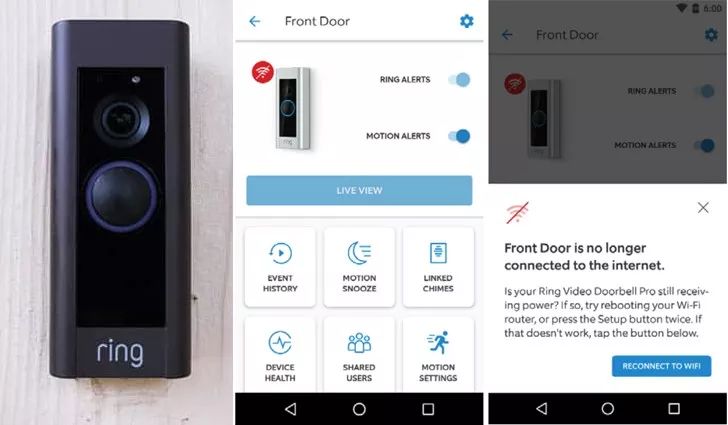 ring
Front Door
RING ALERTS
MOTION ALERTS
ring
LIVE VIEW
EVENT
HISTORY
MOTION
SNOOZE
LINKED
CHIMES
DEVICE
HEALTH
SHARED
USERS
MOTION
SETTINGS
6:00
Front Door
RING ALERTS
MOTION ALERTS
Front Door is no longer
connected to the internet.
Is your Ring Video Doorbell Pro still receiv-
ing power? If so, try rebooting your Wi-Fi
router, or press the Setup button twice. If
that doesn't work, tap the button below.
RECONNECT TO WIFI